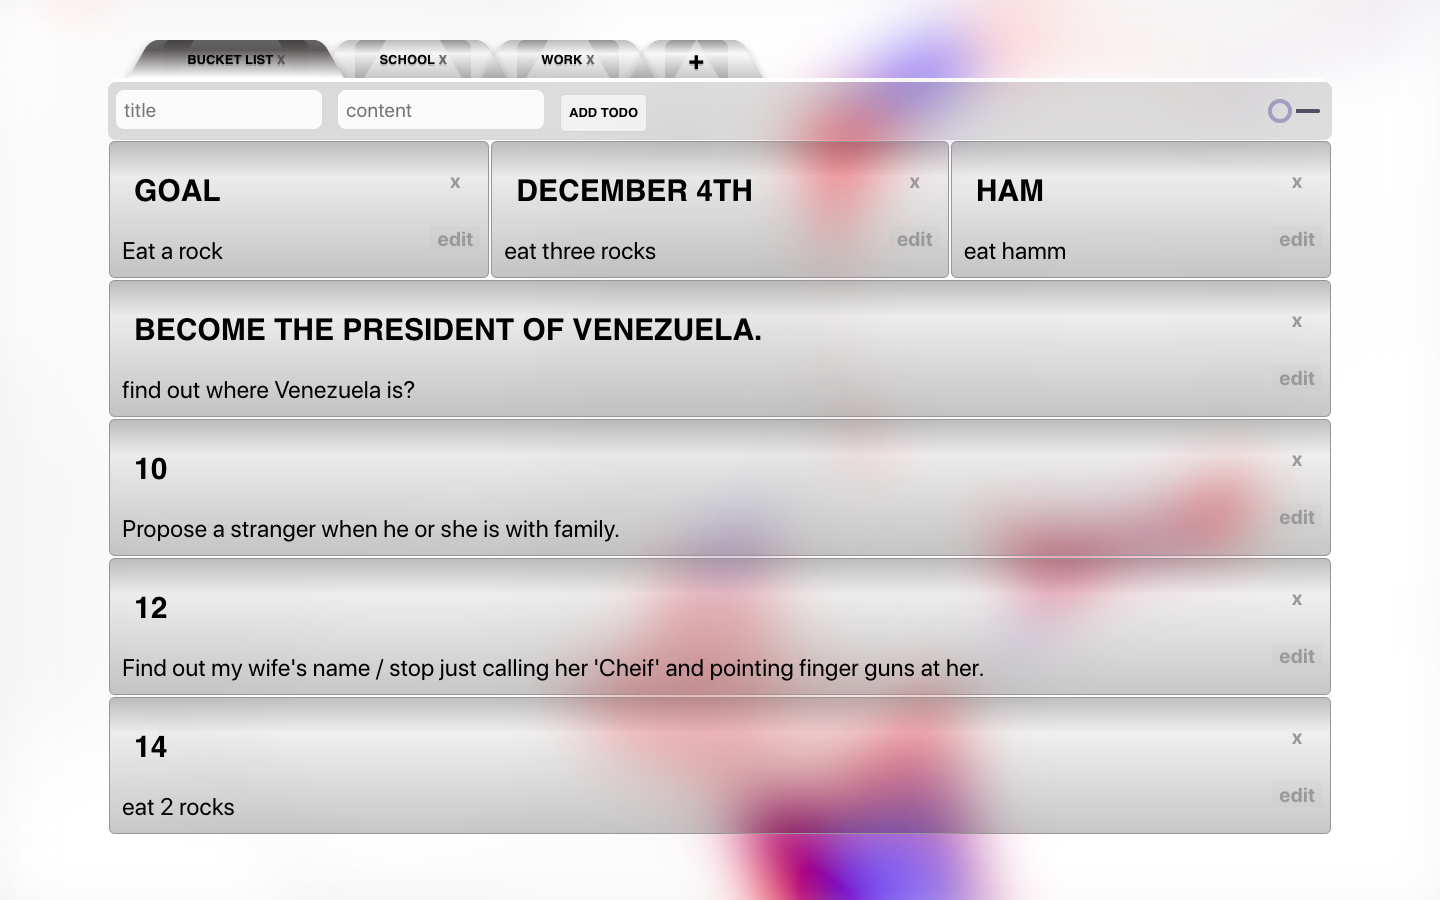 BUCKET LIST X SCHOOL X WORK X +
title content ADD TODO
GOAL x
Eat a rock edit
DECEMBER 4TH x
eat three rocks edit
HAM x
eat hamm edit
BECOME THE PRESIDENT OF VENEZUELA. x
find out where Venezuela is? edit
10 x
Propose a stranger when he or she is with family. edit
12 x
Find out my wife's name / stop just calling her 'Cheif' and pointing finger guns at her. edit
14 x
eat 2 rocks edit